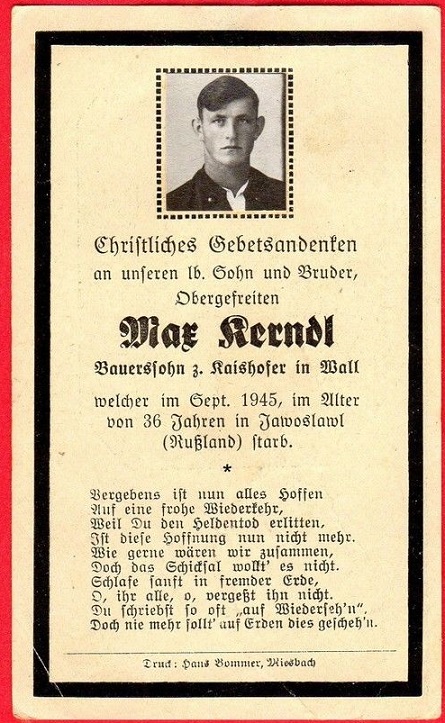 Christliches Gebetsandenken
an unseren lb. Sohn und Bruder,
Obergefreiten
Max Kerndl
Bauerssohn z. Kaishofer in Wall
welcher im Sept. 1945, im Alter
von 36 Jahren in Jawoslawl
(Rußland) starb.
*
Vergebens ist nun alles Hoffen
Auf eine frohe Wiederkehr,
Weil Du den Heldentod erlitten,
Ist diese Hoffnung nun nicht mehr.
Wie gerne wären wir zusammen,
Doch das Schicksal wollt' es nicht.
Schlafe sanft in fremder Erde,
O, ihr alle, o, vergeßt ihn nicht.
Du schriebst so oft „auf Wiederseh'n“.
Doch nie mehr sollt' auf Erden dies gescheh'n.
Druck: Hans Bommer, Miesbach